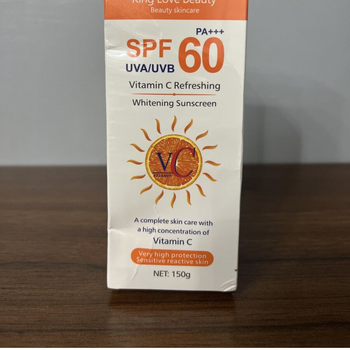 King Love Beauty
Beauty skincare
PA+++
SPF 60
UVA/UVB
Vitamin C Refreshing
Whitening Sunscreen
VC
A complete skin care with
a high concentration of
Vitamin C
Very high protection
Sensitive reactive skin
NET: 150g